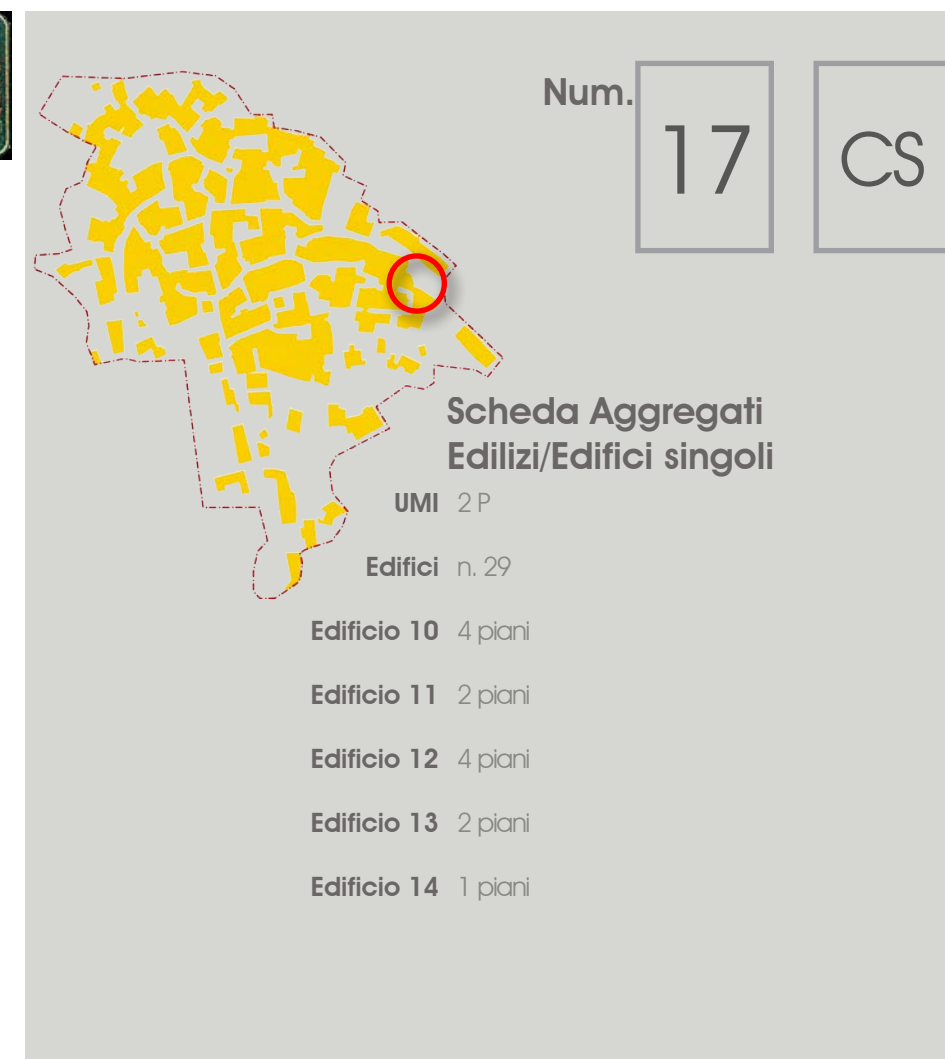 Num.
17
CS
Scheda Aggregati
Edilizi/Edifici singoli
UMI 2 P
Edifici n. 29
Edificio 10 4 piani
Edificio 11 2 piani
Edificio 12 4 piani
Edificio 13 2 piani
Edificio 14 1 piani